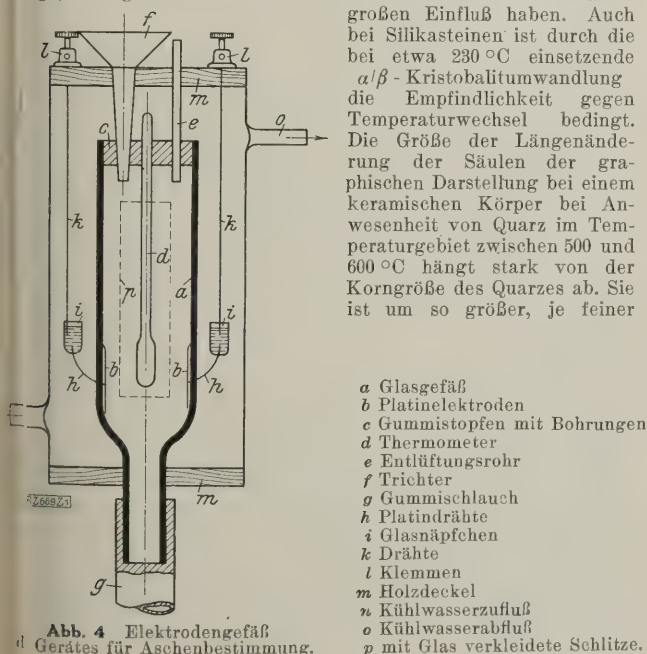 großen Einfluß haben. Auch
bei Silikasteinen ist durch die
bei etwa 230 °C einsetzende
α/β - Kristobalitumwandlung
die Empfindlichkeit gegen
Temperaturwechsel bedingt.
Die Größe der Längenände-
rung der Säulen der gra-
phischen Darstellung bei einem
keramischen Körper bei An-
wesenheit von Quarz im Tem-
peraturgebiet zwischen 500 und
600 °C hängt stark von der
Korngröße des Quarzes ab. Sie
ist um so größer, je feiner
f
l
l
m
c
e
o
k
k
d
p
a
i
i
h
b
b
h
m
g
a Glasgefäß
b Platinelektroden
c Gummistopfen mit Bohrungen
d Thermometer
e Entlüftungsrohr
f Trichter
g Gummischlauch
h Platindrähte
i Glasnäpfchen
k Drähte
l Klemmen
m Holzdeckel
n Kühlwasserzufluß
o Kühlwasserabfluß
p mit Glas verkleidete Schlitze.
Abb. 4 Elektrodengefäß
d Gerätes für Aschenbestimmung.